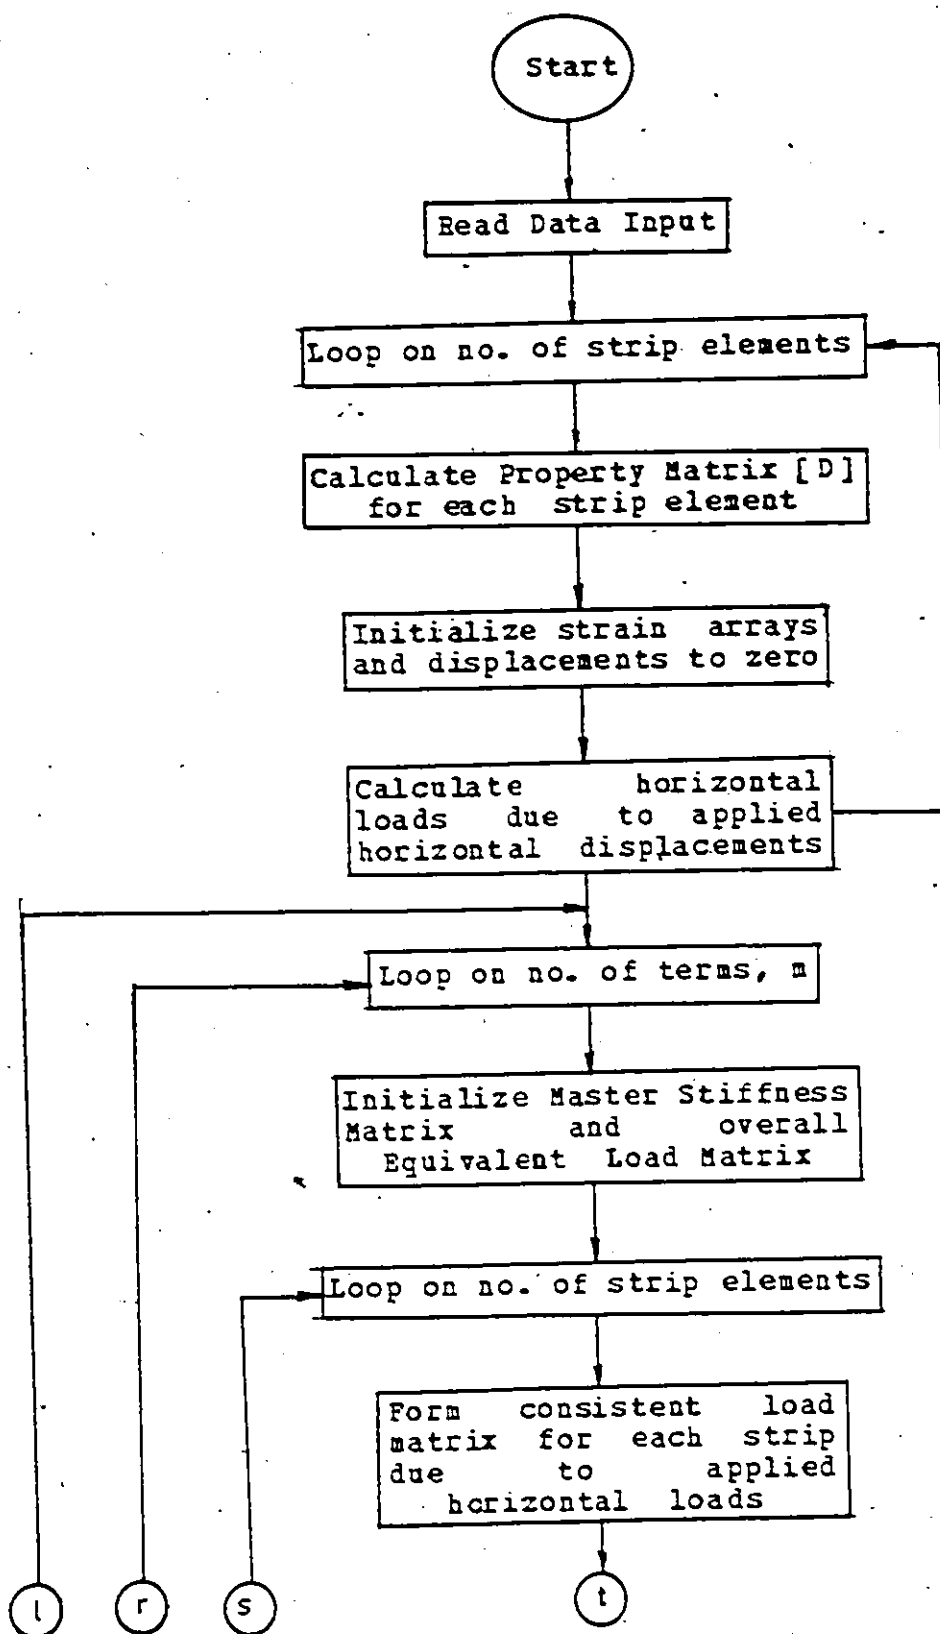 Start
Read Data Input
Loop on no. of strip elements
Calculate Property Matrix [D]
for each strip element
Initialize strain arrays
and displacements to zero
Calculate horizontal
loads due to applied
horizontal displacements
Loop on no. of terms, m
Initialize Master Stiffness
Matrix and overall
Equivalent Load Matrix
Loop on no. of strip elements
Form consistent load
matrix for each strip
due to applied
horizontal loads
l
r
s
t